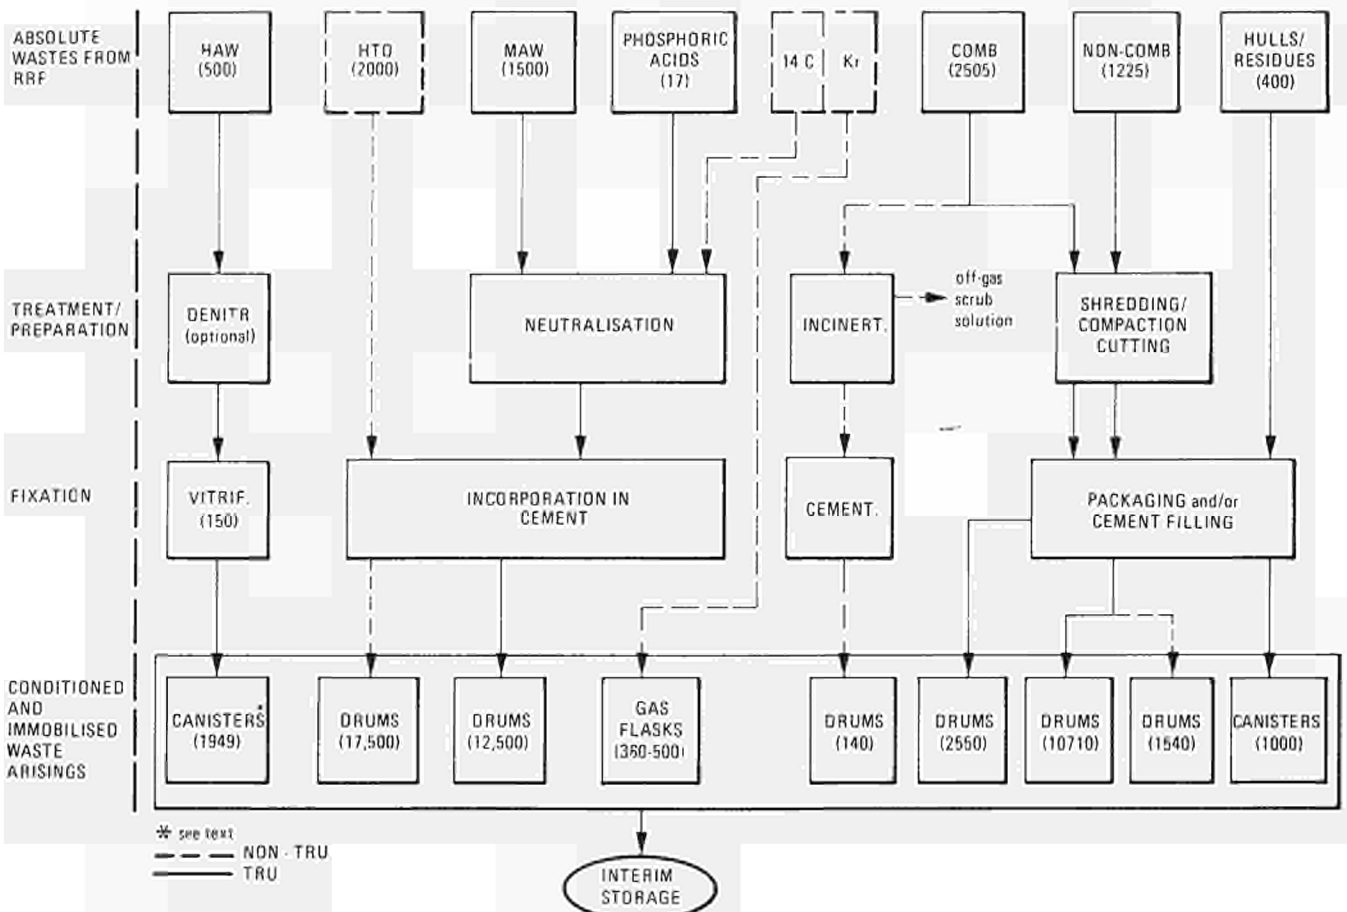 ABSOLUTE
WASTES FROM
RRF
HAW
(500)
HTO
(2000)
MAW
(1500)
PHOSPHORIC
ACIDS
(17)
14 C
Kr
COMB
(2505)
NON-COMB
(1225)
HULLS/
RESIDUES
(400)
TREATMENT/
PREPARATION
DENITR
(optional)
NEUTRALISATION
INCINERT.
off-gas
scrub
solution
SHREDDING/
COMPACTION
CUTTING
FIXATION
VITRIF.
(150)
INCORPORATION IN
CEMENT
CEMENT.
PACKAGING and/or
CEMENT FILLING
CONDITIONED
AND
IMMOBILISED
WASTE
ARISINGS
CANISTERS*
(1949)
DRUMS
(17,500)
DRUMS
(12,500)
GAS
FLASKS
(360-500)
DRUMS
(140)
DRUMS
(2550)
DRUMS
(10710)
DRUMS
(1540)
CANISTERS
(1000)
* see text
NON - TRU
TRU
INTERIM
STORAGE